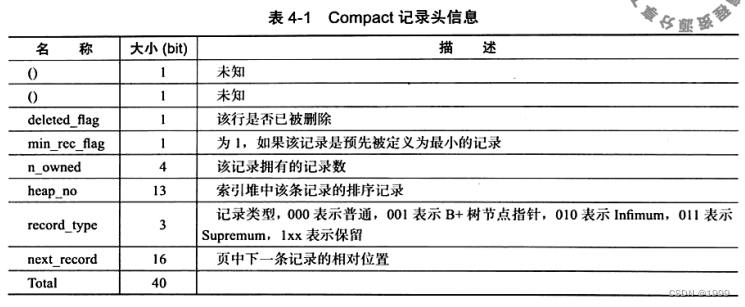 程资源分享
表 4-1 Compact 记录头信息
名 称 大小 (bit) 描 述
() 1 未知
() 1 未知
deleted_flag 1 该行是否已被删除
min_rec_flag 1 为 1，如果该记录是预先被定义为最小的记录
n_owned 4 该记录拥有的记录数
heap_no 13 索引堆中该条记录的排序记录
record_type 3 记录类型，000 表示普通，001 表示 B+ 树节点指针，010 表示 Infimum，011 表示
Supremum，1xx 表示保留
next_record 16 页中下一条记录的相对位置
Total 40
CSDN @1999